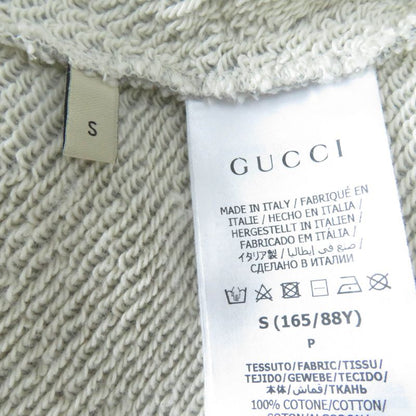 S
GUCCI
MADE IN ITALY / FABRIQUÉ EN
ITALIE / HECHO EN ITALIA /
HERGESTELLT IN ITALIEN /
FABRICADO EM ITÁLIA /
صنع في إيطاليا /
イタリア製 /
СДЕЛАНО В ИТАЛИИ
S (165/88Y)
P
TESSUTO/FABRIC/TISSU/
TEJIDO/GEWEBE/TECIDO/
本体/قماش/ТКАНЬ
100% COTONE/COTTON/